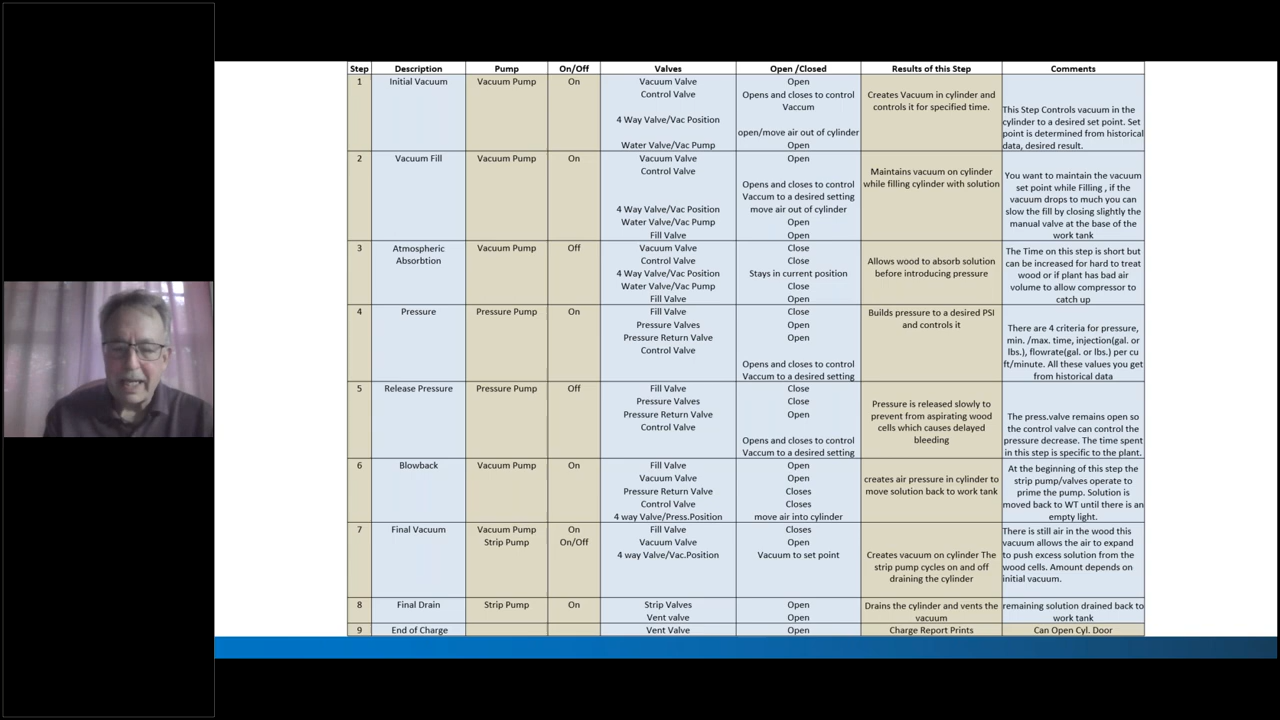 Step Description Pump On/Off Valves Open /Closed Results of this Step Comments
1 Initial Vacuum Vacuum Pump On
Vacuum Valve
Control Valve
4 Way Valve/Vac Position
Water Valve/Vac Pump
Open
Opens and closes to control
Vaccum
open/move air out of cylinder
Open
Creates Vacuum in cylinder and
controls it for specified time.
This Step Controls vacuum in the
cylinder to a desired set point. Set
point is determined from historical
data, desired result.
2 Vacuum Fill Vacuum Pump On
Vacuum Valve
Control Valve
4 Way Valve/Vac Position
Water Valve/Vac Pump
Fill Valve
Open
Opens and closes to control
Vaccum to a desired setting
move air out of cylinder
Open
Open
Maintains vacuum on cylinder
while filling cylinder with solution
You want to maintain the vacuum
set point while Filling , if the
vacuum drops to much you can
slow the fill by closing slightly the
manual valve at the base of the
work tank
3 Atmospheric
Absorbtion
Vacuum Pump Off
Vacuum Valve
Control Valve
4 Way Valve/Vac Position
Water Valve/Vac Pump
Fill Valve
Close
Close
Stays in current position
Close
Open
Allows wood to absorb solution
before introducing pressure
The Time on this step is short but
can be increased for hard to treat
wood or if plant has bad air
volume to allow compressor to
catch up
4 Pressure Pressure Pump On
Fill Valve
Pressure Valves
Pressure Return Valve
Control Valve
Close
Open
Open
Opens and closes to control
Vaccum to a desired setting
Builds pressure to a desired PSI
and controls it
There are 4 criteria for pressure,
min. /max. time, injection(gal. or
lbs.), flowrate(gal. or lbs.) per cu
ft/minute. All these values you get
from historical data
5 Release Pressure Pressure Pump Off
Fill Valve
Pressure Valves
Pressure Return Valve
Control Valve
Close
Close
Open
Opens and closes to control
Vaccum to a desired setting
Pressure is released slowly to
prevent from aspirating wood
cells which causes delayed
bleeding
The press.valve remains open so
the control valve can control the
pressure decrease. The time spent
in this step is specific to the plant.
6 Blowback Vacuum Pump On
Fill Valve
Vacuum Valve
Pressure Return Valve
Control Valve
4 way Valve/Press.Position
Open
Open
Closes
Closes
move air into cylinder
creates air pressure in cylinder to
move solution back to work tank
At the beginning of this step the
strip pump/valves operate to
prime the pump. Solution is
moved back to WT until there is an
empty light.
7 Final Vacuum
Vacuum Pump
Strip Pump
On
On/Off
Fill Valve
Vacuum Valve
4 way Valve/Vac.Position
Closes
Open
Vacuum to set point
Creates vacuum on cylinder The
strip pump cycles on and off
draining the cylinder
There is still air in the wood this
vacuum allows the air to expand
to push excess solution from the
wood cells. Amount depends on
initial vacuum.
8 Final Drain Strip Pump On
Strip Valves
Vent valve
Open
Open
Drains the cylinder and vents the
vacuum
remaining solution drained back to
work tank
9 End of Charge Vent Valve Open Charge Report Prints Can Open Cyl. Door